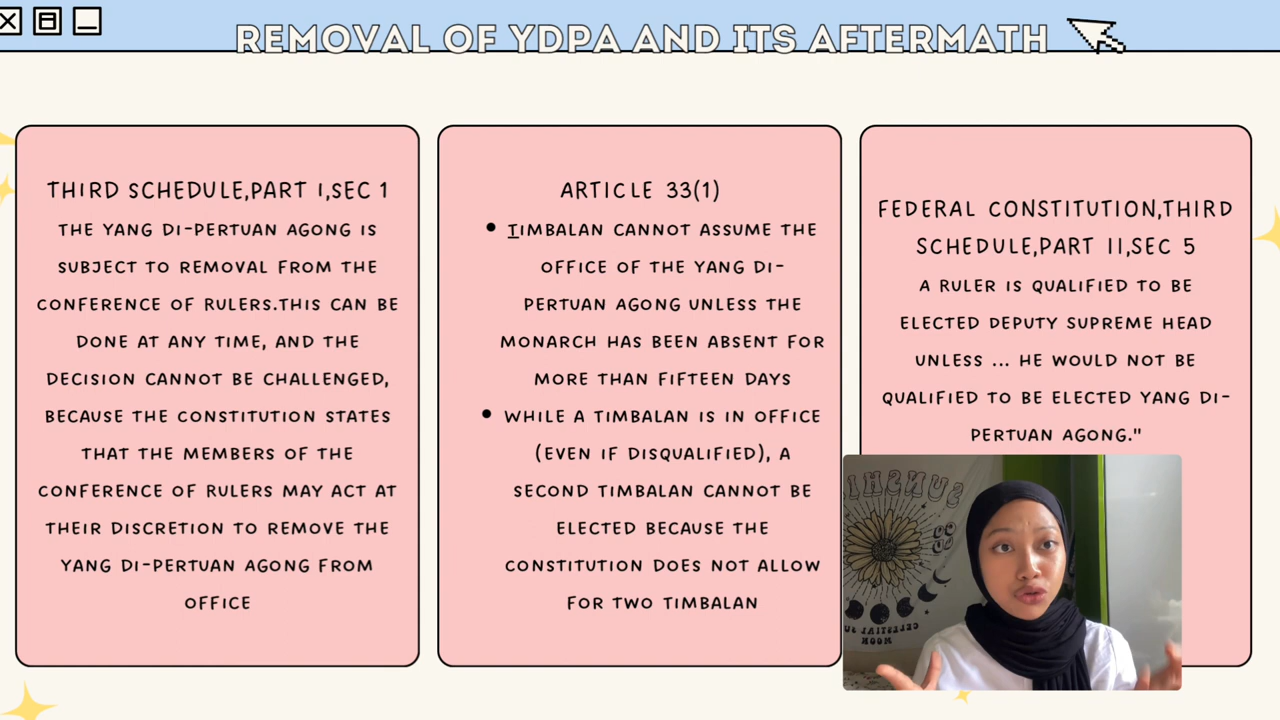 REMOVAL OF YDPA AND ITS AFTERMATH
THIRD SCHEDULE,PART I,SEC 1
THE YANG DI-PERTUAN AGONG IS
SUBJECT TO REMOVAL FROM THE
CONFERENCE OF RULERS.THIS CAN BE
DONE AT ANY TIME, AND THE
DECISION CANNOT BE CHALLENGED,
BECAUSE THE CONSTITUTION STATES
THAT THE MEMBERS OF THE
CONFERENCE OF RULERS MAY ACT AT
THEIR DISCRETION TO REMOVE THE
YANG DI-PERTUAN AGONG FROM
OFFICE
ARTICLE 33(1)
• TIMBALAN CANNOT ASSUME THE
OFFICE OF THE YANG DI-
PERTUAN AGONG UNLESS THE
MONARCH HAS BEEN ABSENT FOR
MORE THAN FIFTEEN DAYS
• WHILE A TIMBALAN IS IN OFFICE
(EVEN IF DISQUALIFIED), A
SECOND TIMBALAN CANNOT BE
ELECTED BECAUSE THE
CONSTITUTION DOES NOT ALLOW
FOR TWO TIMBALAN
FEDERAL CONSTITUTION,THIRD
SCHEDULE,PART II,SEC 5
A RULER IS QUALIFIED TO BE
ELECTED DEPUTY SUPREME HEAD
UNLESS ... HE WOULD NOT BE
QUALIFIED TO BE ELECTED YANG DI-
PERTUAN AGONG."
SUNSHI
CELESTIAL SU
MOON